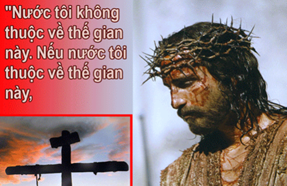 "Nước tôi không
thuộc về thế gian
này. Nếu nước tôi
thuộc về thế gian
này,